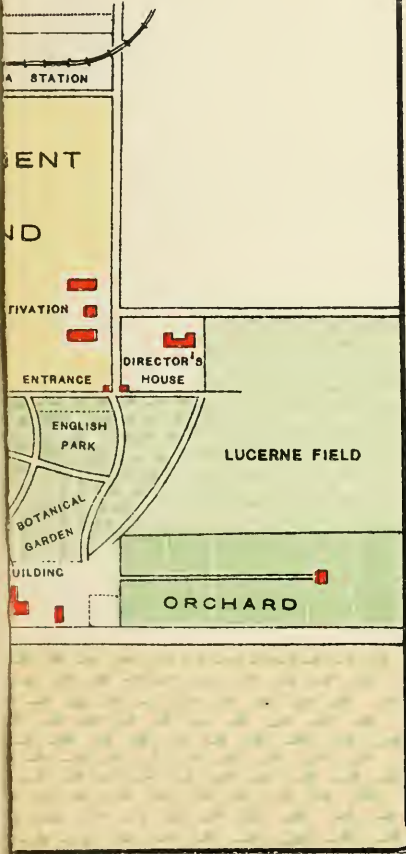 A STATION
ENT
ND
TIVATION
DIRECTOR'S
HOUSE
ENTRANCE
ENGLISH
PARK
LUCERNE FIELD
BOTANICAL
GARDEN
UILDING
ORCHARD